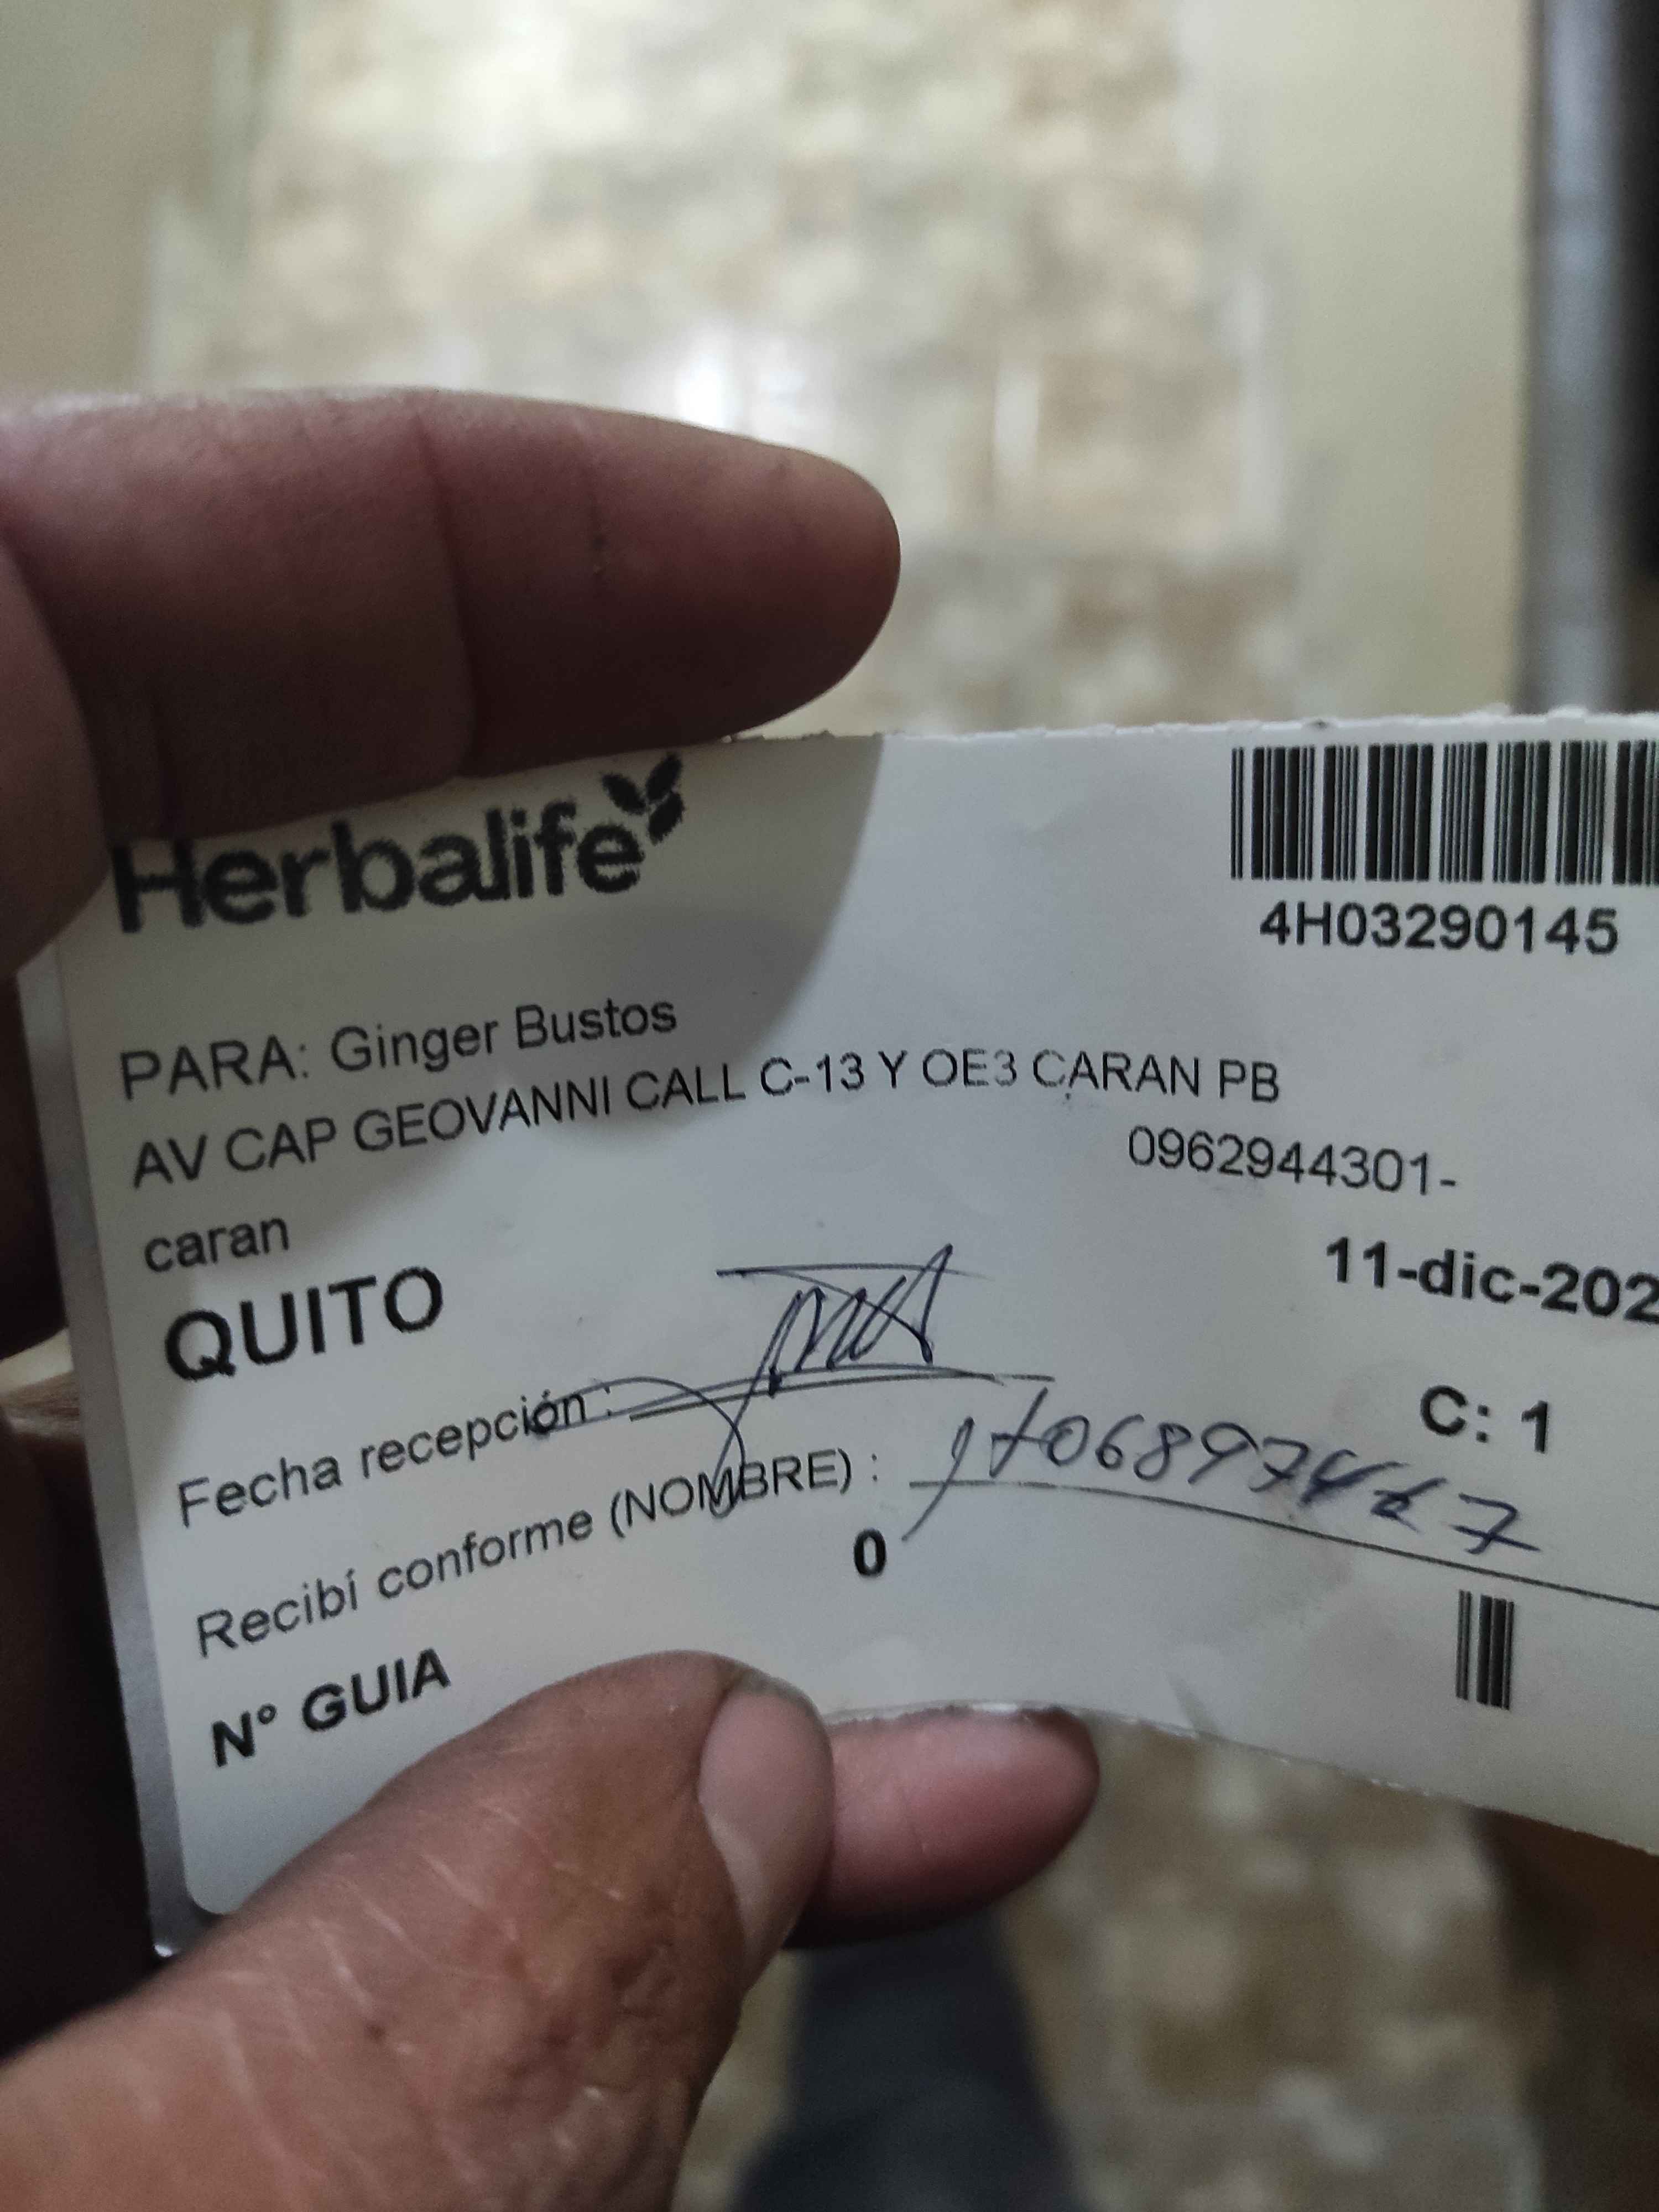 Herbalife
4H03290145
PARA: Ginger Bustos
AV CAP GEOVANNI CALL C-13 Y OE3 CARAN PB
0962944301-
caran
11-dic-202
QUITO
C: 1
Fecha recepción :
Recibí conforme (NOMBRE) :
0
N° GUIA